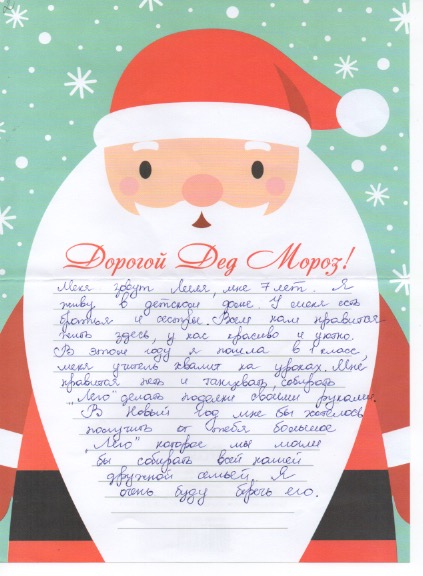 Дорогой Дед Мороз!
Меня зовут Лиля, мне 7 лет. Я
живу в детском доме. У меня есть
братья и сестры. Всем нам нравится
жить здесь, у нас красиво и уютно.
В этом году я пошла в 1 класс,
меня учитель хвалит на уроках. Мне
нравится петь и танцевать, собирать
Лего делать поделки своими руками.
В Новый Год мне бы хотелось
получить от тебя большое
„Лего" которое мы могли
бы собирать всей нашей
дружной семьёй. Я
очень буду беречь его.